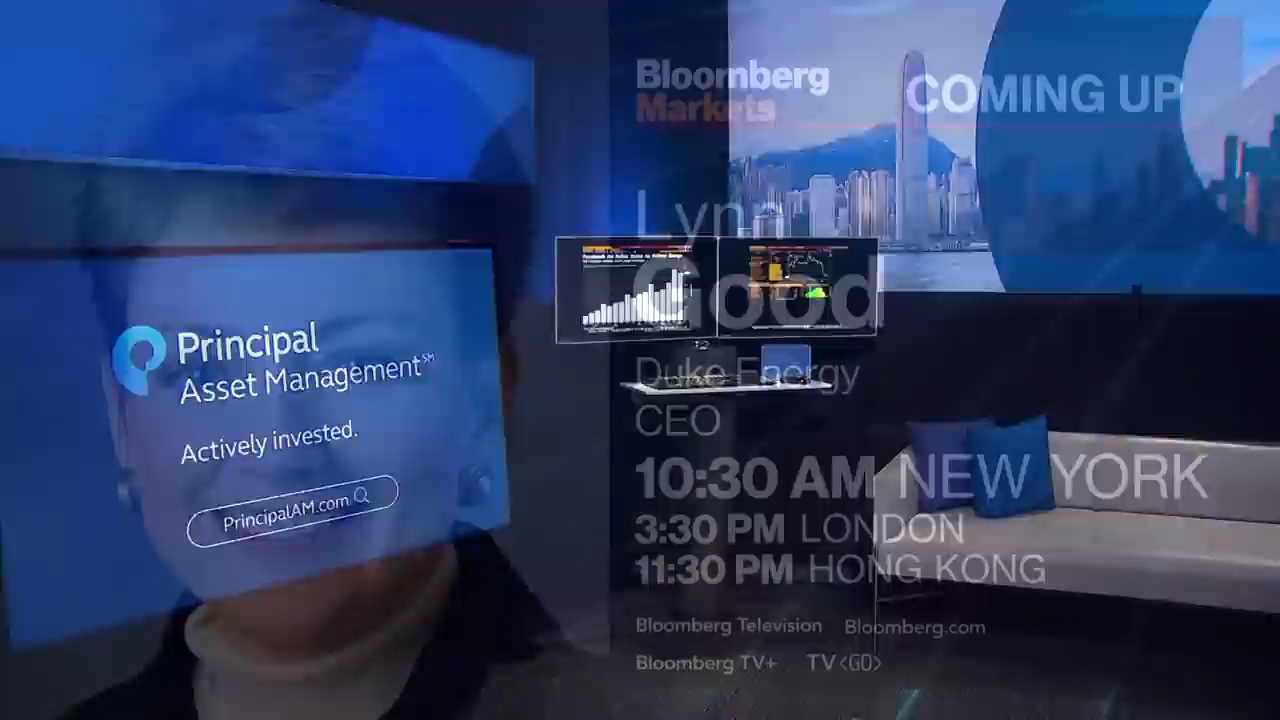 Principal
Asset Management℠
Actively invested.
PrincipalAM.com
Bloomberg
Markets
COMING UP
Lynn
Good
Duke Energy
CEO
10:30 AM NEW YORK
3:30 PM LONDON
11:30 PM HONG KONG
Bloomberg Television Bloomberg.com
Bloomberg TV+ TV<GO>